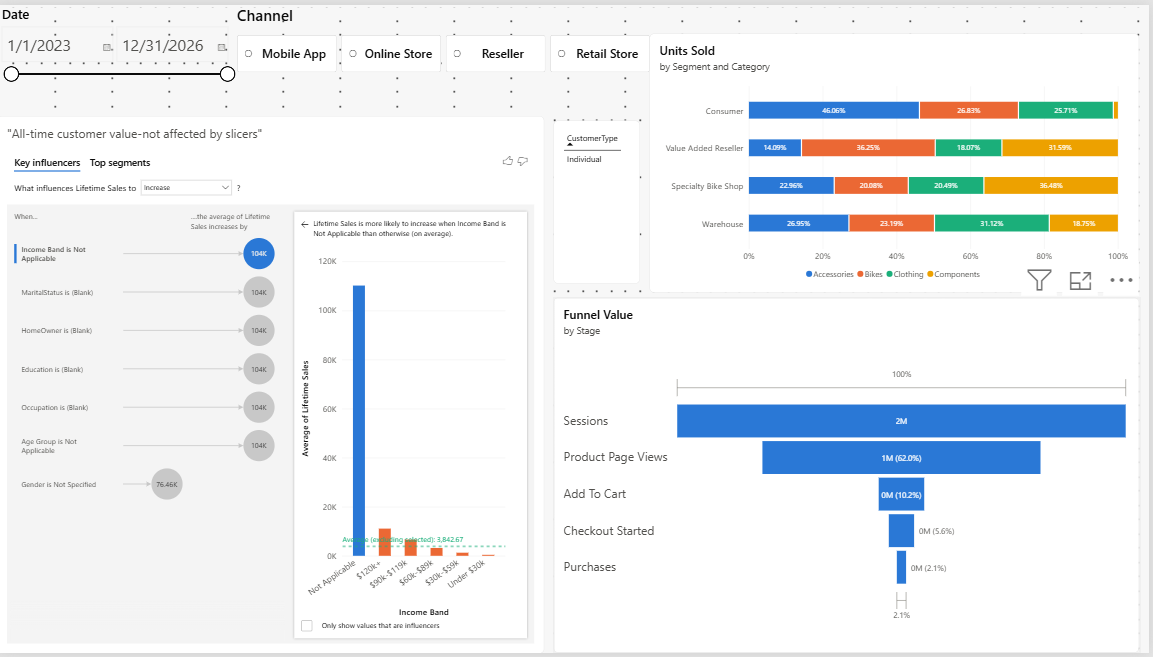 Date
1/1/2023
12/31/2026
Channel
Mobile App
Online Store
Reseller
Retail Store
"All-time customer value-not affected by slicers"
Key influencers
Top segments
What influences Lifetime Sales to
Increase
?
When...
....the average of Lifetime
Sales increases by
Income Band is Not
Applicable
104K
MaritalStatus is (Blank)
104K
HomeOwner is (Blank)
104K
Education is (Blank)
104K
Occupation is (Blank)
104K
Age Group is Not
Applicable
104K
Gender is Not Specified
76.46K
Lifetime Sales is more likely to increase when Income Band is
Not Applicable than otherwise (on average).
120K
100K
80K
60K
40K
20K
0K
Average of Lifetime Sales
Average (excluding selected): 3,842.67
Not Applicable
$120k+
$90k-$119k
$60k-$89k
$30k-$59k
Under $30k
Income Band
Only show values that are influencers
CustomerType
Individual
Units Sold
by Segment and Category
Consumer
46.06%
26.83%
25.71%
Value Added Reseller
14.09%
36.25%
18.07%
31.59%
Specialty Bike Shop
22.96%
20.08%
20.49%
36.48%
Warehouse
26.95%
23.19%
31.12%
18.75%
0%
20%
40%
60%
80%
100%
Accessories
Bikes
Clothing
Components
Funnel Value
by Stage
100%
Sessions
2M
Product Page Views
1M (62.0%)
Add To Cart
0M (10.2%)
Checkout Started
0M (5.6%)
Purchases
0M (2.1%)
2.1%